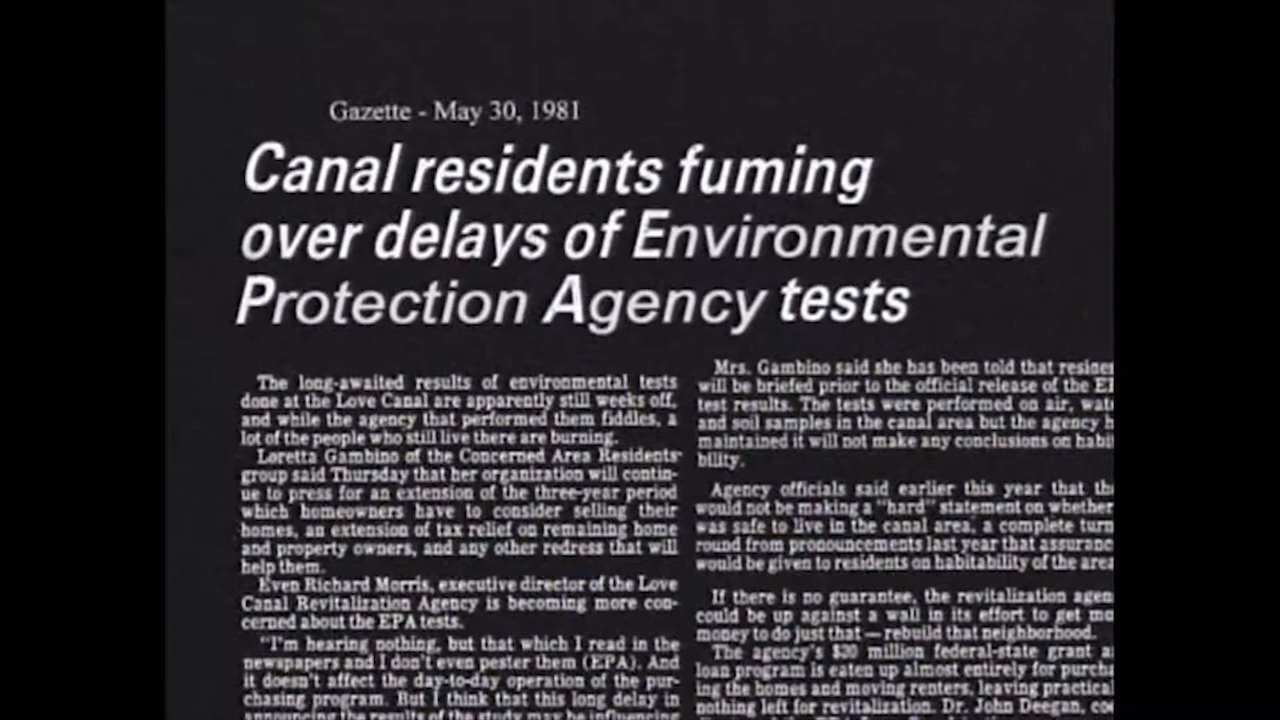 Gazette - May 30, 1981
Canal residents fuming
over delays of Environmental
Protection Agency tests
The long-awaited results of environmental tests
done at the Love Canal are apparently still weeks off,
and while the agency that performed them fiddles, a
lot of the people who still live there are burning.
Loretta Gambino of the Concerned Area Residents'
group said Thursday that her organization will contin-
ue to press for an extension of the three-year period
which homeowners have to consider selling their
homes, an extension of tax relief on remaining home
and property owners, and any other redress that will
help them.
Even Richard Morris, executive director of the Love
Canal Revitalization Agency is becoming more con-
cerned about the EPA tests.
"I'm hearing nothing, but that which I read in the
newspapers and I don't even pester them (EPA). And
it doesn't affect the day-to-day operation of the pur-
chasing program. But I think that this long delay in
announcing the results of the study may be influencing
Mrs. Gambino said she has been told that
will be briefed prior to the official release of the
test results. The tests were performed on air,
and soil samples in the canal area but the agency
maintained it will not make any conclusions on
bility.
Agency officials said earlier this year that
would not be making a "hard" statement on whether
was safe to live in the canal area, a complete turn
round from pronouncements last year that
would be given to residents on habitability of the area
If there is no guarantee, the revitalization
could be up against a wall in its effort to get
money to do just that — rebuild that neighborhood.
The agency's $20 million federal-state grant
loan program is eaten up almost entirely for
ing the homes and moving renters, leaving
nothing left for revitalization. Dr. John Deegan,